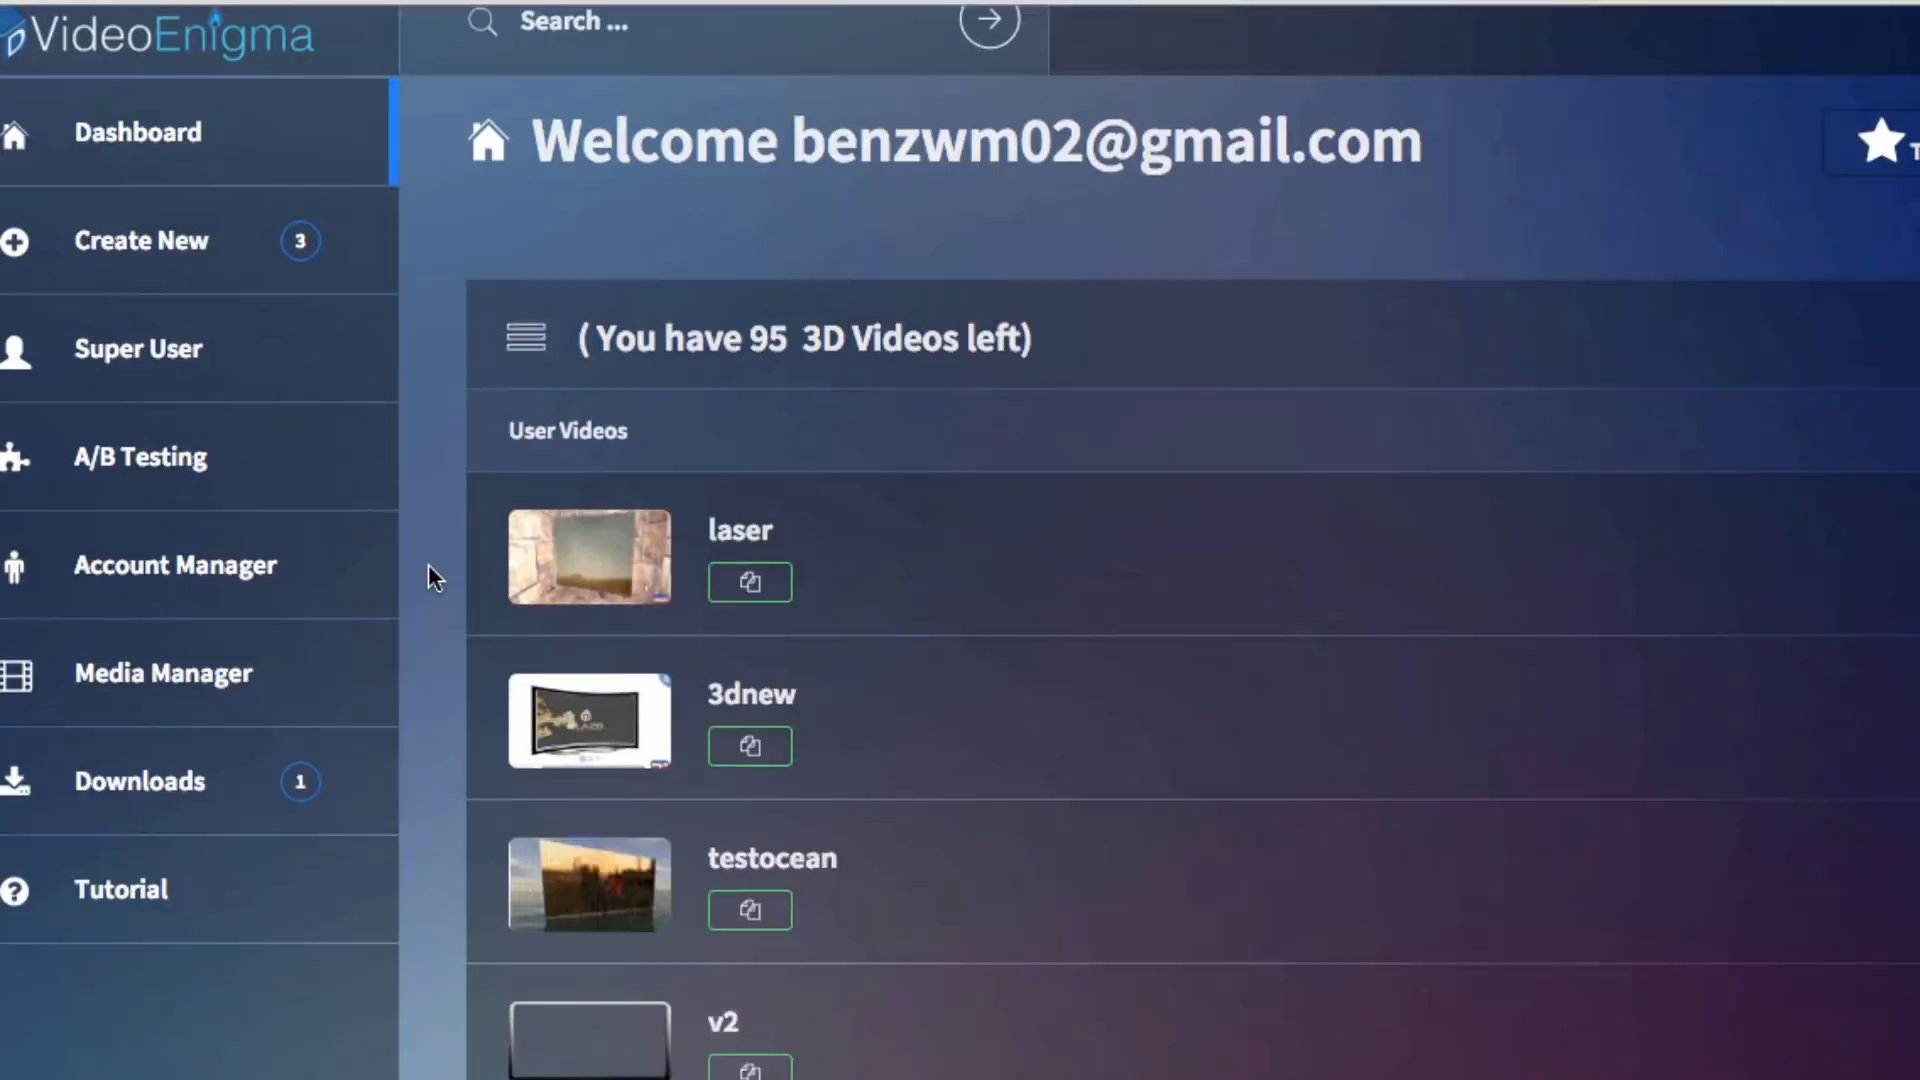 VideoEnigma
Search ...
Dashboard
Welcome benzwm02@gmail.com
Create New 3
Super User
( You have 95 3D Videos left)
A/B Testing
User Videos
laser
Account Manager
Media Manager
3dnew
Downloads 1
testocean
Tutorial
v2